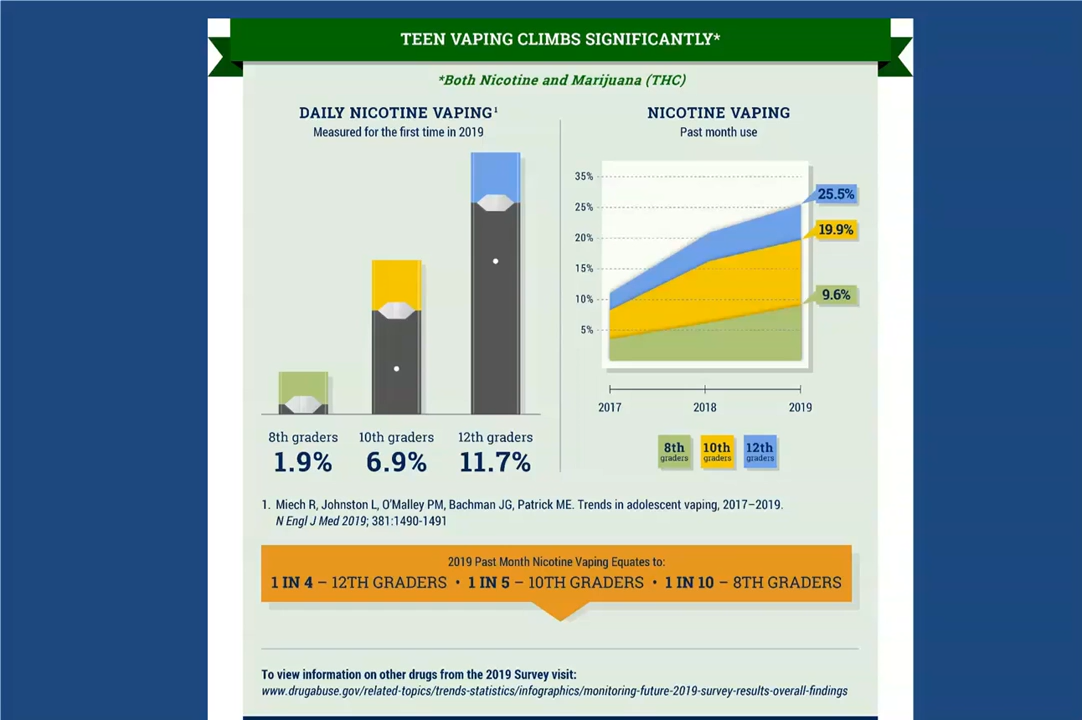 TEEN VAPING CLIMBS SIGNIFICANTLY*
*Both Nicotine and Marijuana (THC)
DAILY NICOTINE VAPING¹
Measured for the first time in 2019
8th graders
1.9%
10th graders
6.9%
12th graders
11.7%
NICOTINE VAPING
Past month use
35%
25%
20%
15%
10%
5%
25.5%
19.9%
9.6%
2017
2018
2019
8th
graders
10th
graders
12th
graders
1. Miech R, Johnston L, O'Malley PM, Bachman JG, Patrick ME. Trends in adolescent vaping, 2017–2019.
N Engl J Med 2019; 381:1490-1491
2019 Past Month Nicotine Vaping Equates to:
1 IN 4 – 12TH GRADERS • 1 IN 5 – 10TH GRADERS • 1 IN 10 – 8TH GRADERS
To view information on other drugs from the 2019 Survey visit:
www.drugabuse.gov/related-topics/trends-statistics/infographics/monitoring-future-2019-survey-results-overall-findings